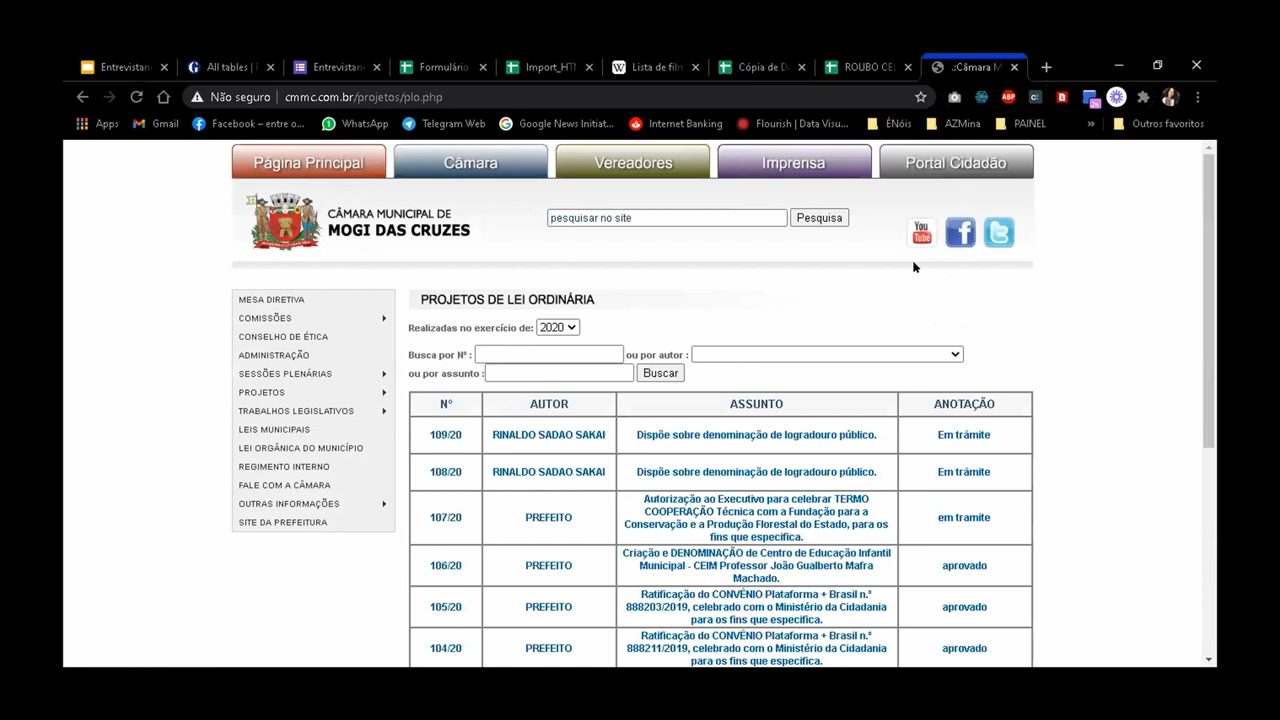 Entrevistan
All tables |
Entrevistan
Formulário
Import_HT
Lista de film
Cópia de D
ROUBO CEL
.:Câmara M
Não seguro | cmmc.com.br/projetos/plo.php
Apps Gmail Facebook – entre o... WhatsApp Telegram Web Google News Initiat... Internet Banking Flourish | Data Visu... ÉNóis AZMina PAINEL » Outros favoritos
Página Principal Câmara Vereadores Imprensa Portal Cidadão
CÂMARA MUNICIPAL DE
MOGI DAS CRUZES
pesquisar no site Pesquisa
You
Tube
MESA DIRETIVA
COMISSÕES
CONSELHO DE ÉTICA
ADMINISTRAÇÃO
SESSÕES PLENÁRIAS
PROJETOS
TRABALHOS LEGISLATIVOS
LEIS MUNICIPAIS
LEI ORGÂNICA DO MUNICÍPIO
REGIMENTO INTERNO
FALE COM A CÂMARA
OUTRAS INFORMAÇÕES
SITE DA PREFEITURA
PROJETOS DE LEI ORDINÁRIA
Realizadas no exercício de: 2020
Busca por Nº : ou por autor :
ou por assunto : Buscar
Nº AUTOR ASSUNTO ANOTAÇÃO
109/20 RINALDO SADAO SAKAI Dispõe sobre denominação de logradouro público. Em trâmite
108/20 RINALDO SADAO SAKAI Dispõe sobre denominação de logradouro público. Em trâmite
107/20 PREFEITO
Autorização ao Executivo para celebrar TERMO
COOPERAÇÃO Técnica com a Fundação para a
Conservação e a Produção Florestal do Estado, para os
fins que especifica.
em tramite
106/20 PREFEITO
Criação e DENOMINAÇÃO de Centro de Educação Infantil
Municipal - CEIM Professor João Gualberto Mafra
Machado.
aprovado
105/20 PREFEITO
Ratificação do CONVÊNIO Plataforma + Brasil n.º
888203/2019, celebrado com o Ministério da Cidadania
para os fins que especifica.
aprovado
104/20 PREFEITO
Ratificação do CONVÊNIO Plataforma + Brasil n.º
888211/2019, celebrado com o Ministério da Cidadania
para os fins que especifica.
aprovado